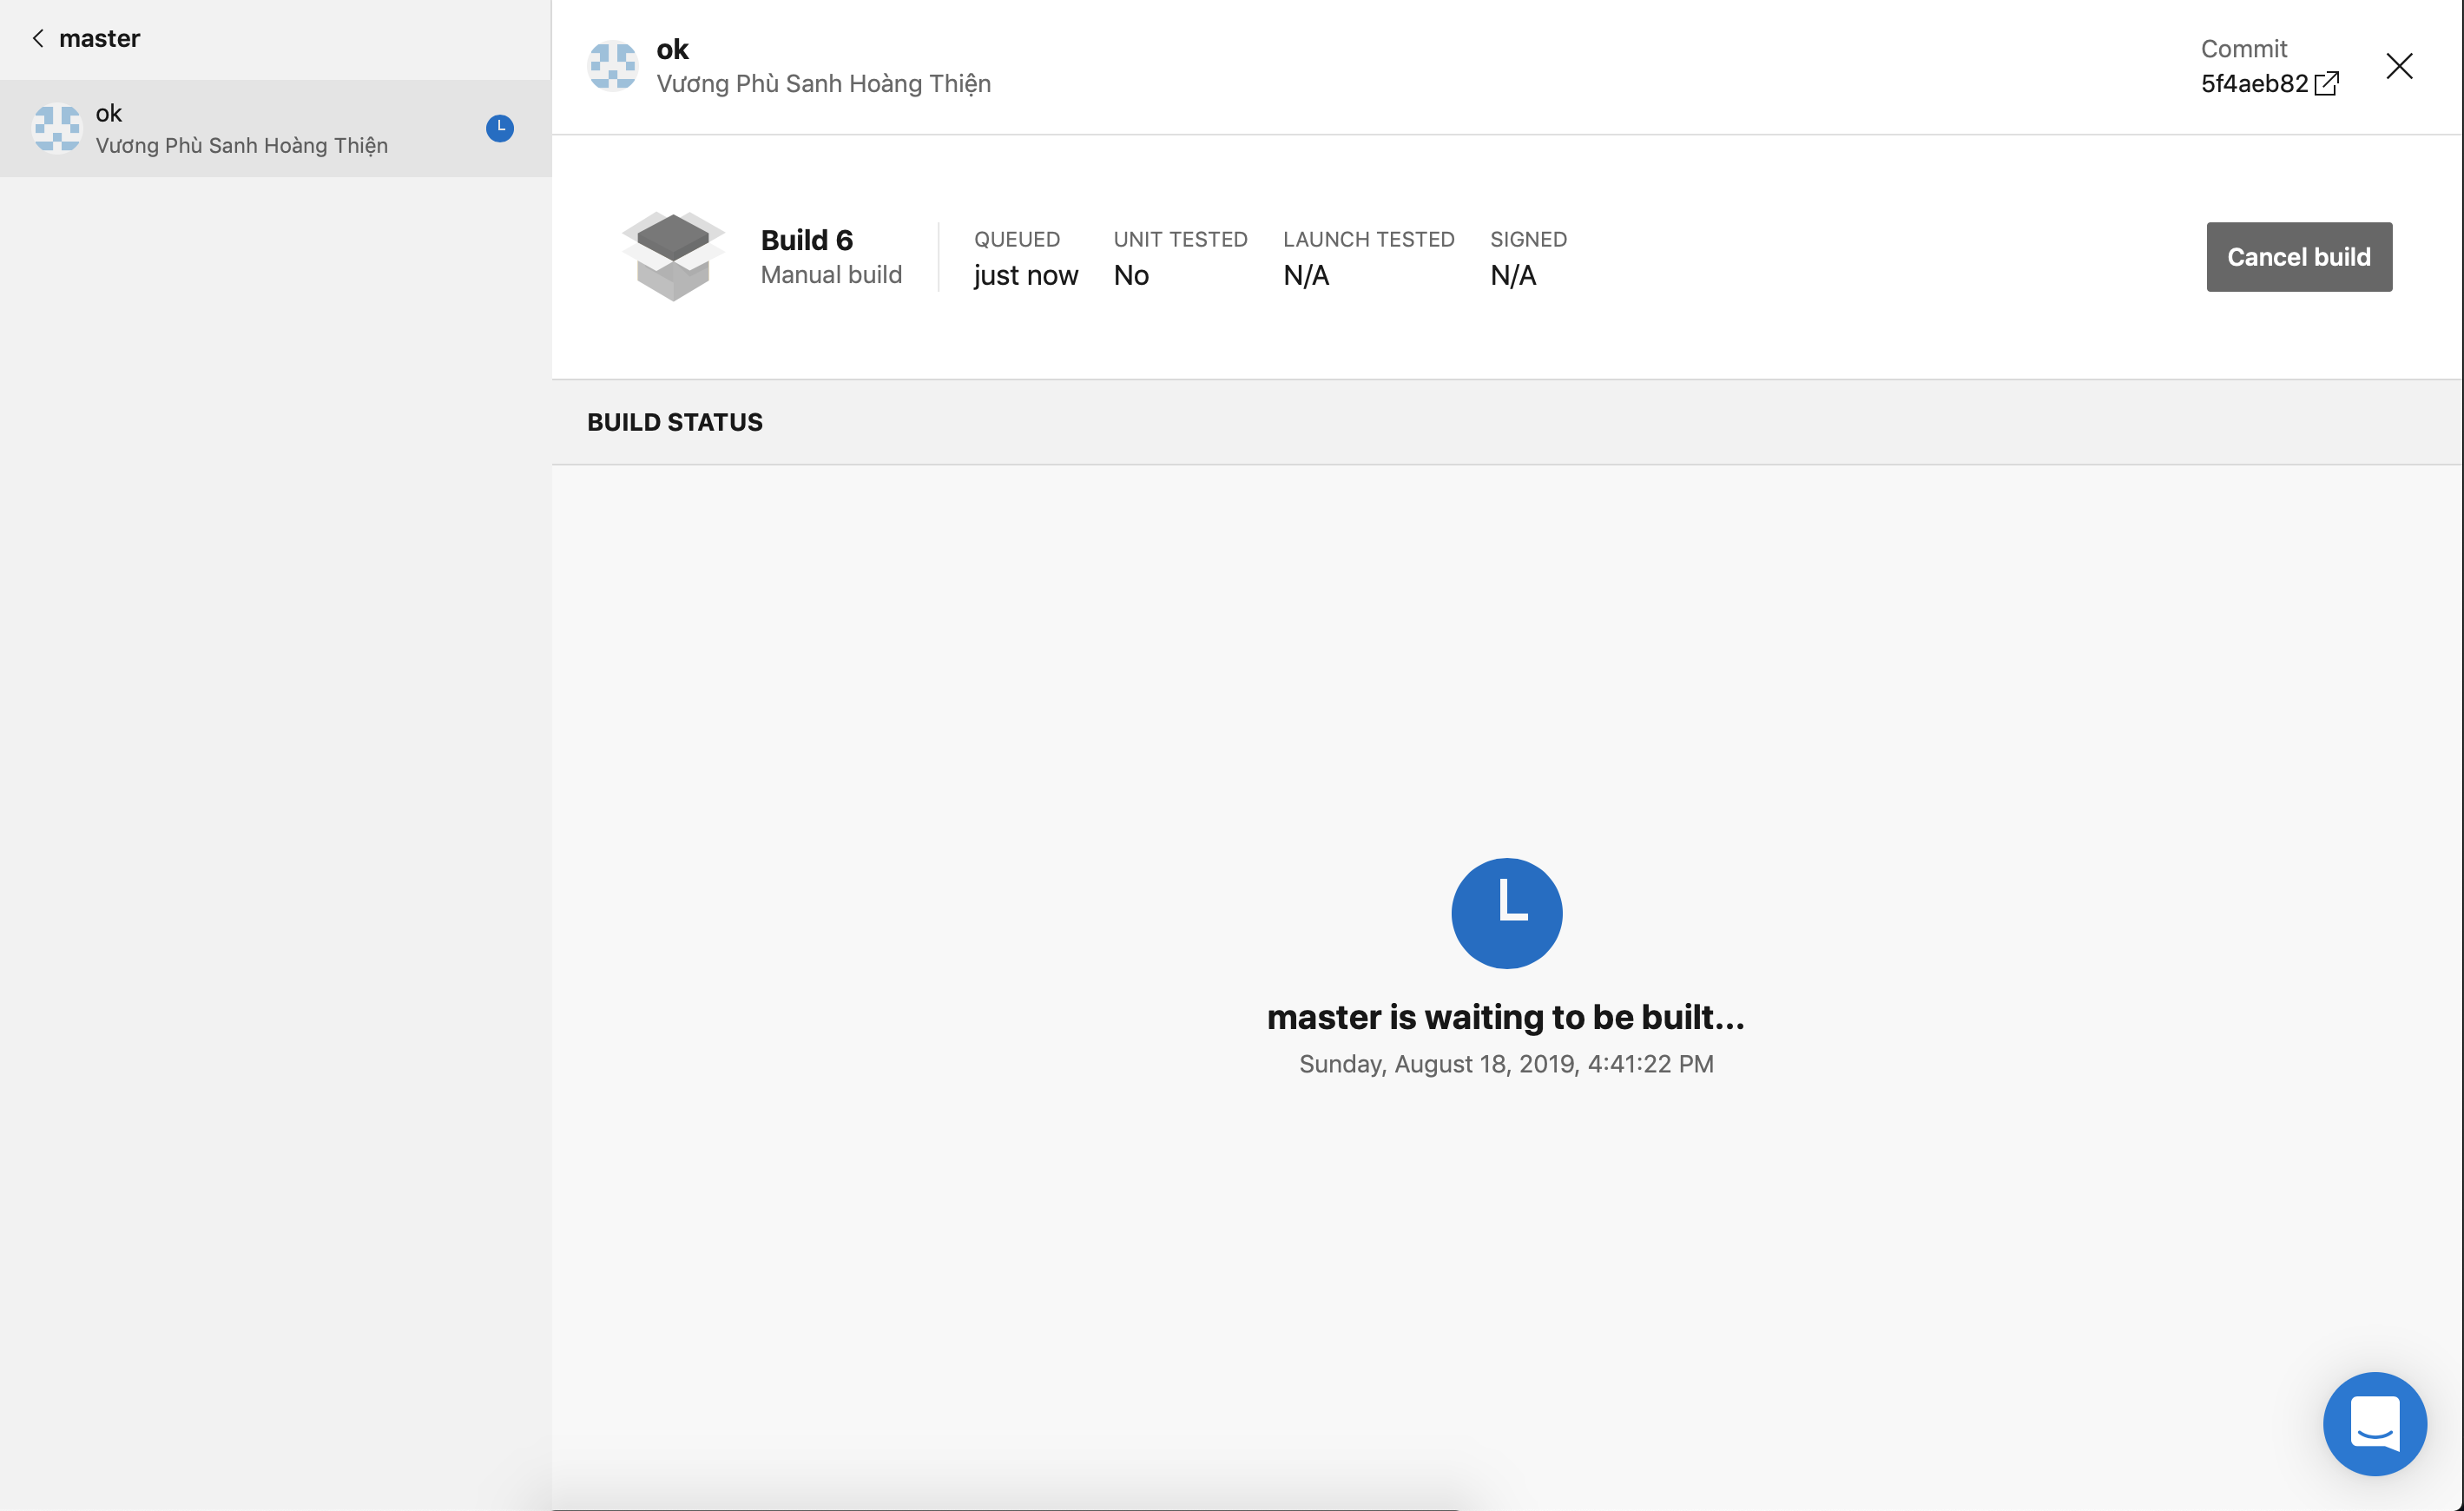 master
ok
Vương Phù Sanh Hoàng Thiện
ok
Vương Phù Sanh Hoàng Thiện
Commit
5f4aeb82
Build 6
Manual build
QUEUED
just now
UNIT TESTED
No
LAUNCH TESTED
N/A
SIGNED
N/A
Cancel build
BUILD STATUS
master is waiting to be built...
Sunday, August 18, 2019, 4:41:22 PM